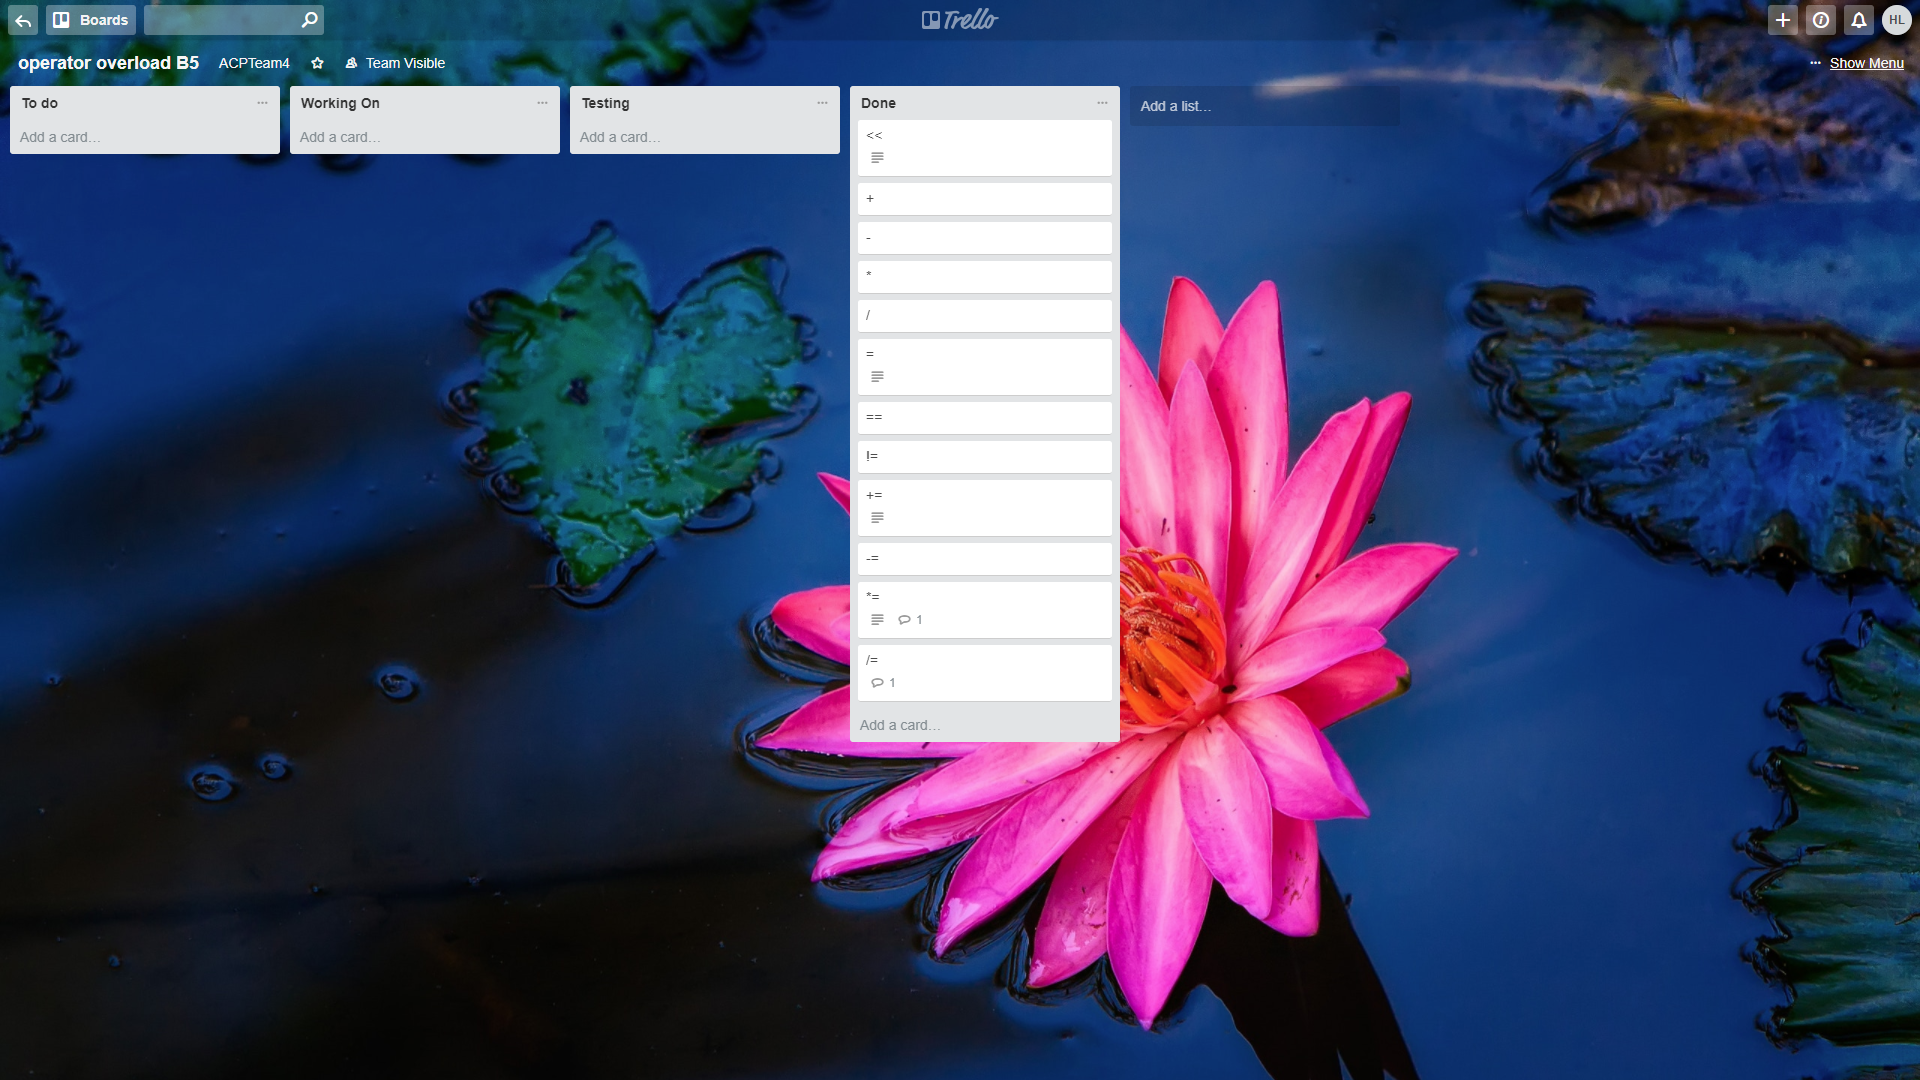 Boards
Trello
HL
operator overload B5
ACPTeam4
Team Visible
Show Menu
To do
Add a card...
Working On
Add a card...
Testing
Add a card...
Done
<<
+
-
*
/
=
==
!=
+=
-=
*=
1
/=
1
Add a card...
Add a list...